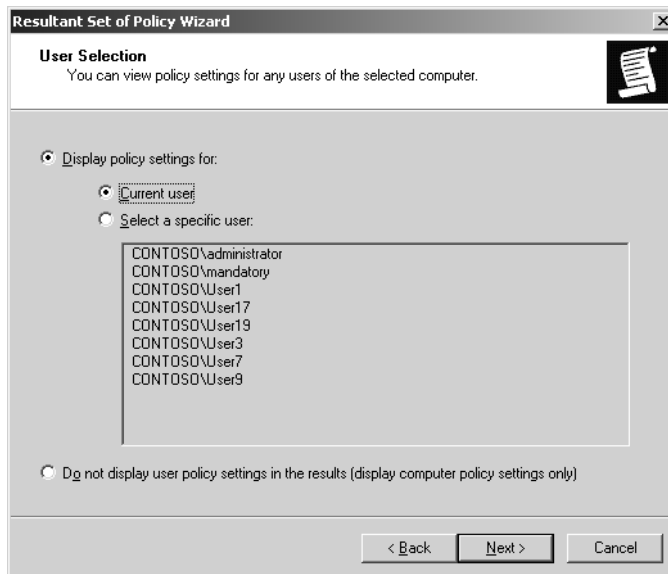 Resultant Set of Policy Wizard
User Selection
You can view policy settings for any users of the selected computer.
Display policy settings for:
Current user
Select a specific user:
CONTOSO\administrator
CONTOSO\mandatory
CONTOSO\User1
CONTOSO\User17
CONTOSO\User19
CONTOSO\User3
CONTOSO\User7
CONTOSO\User9
Do not display user policy settings in the results (display computer policy settings only)
< Back Next > Cancel